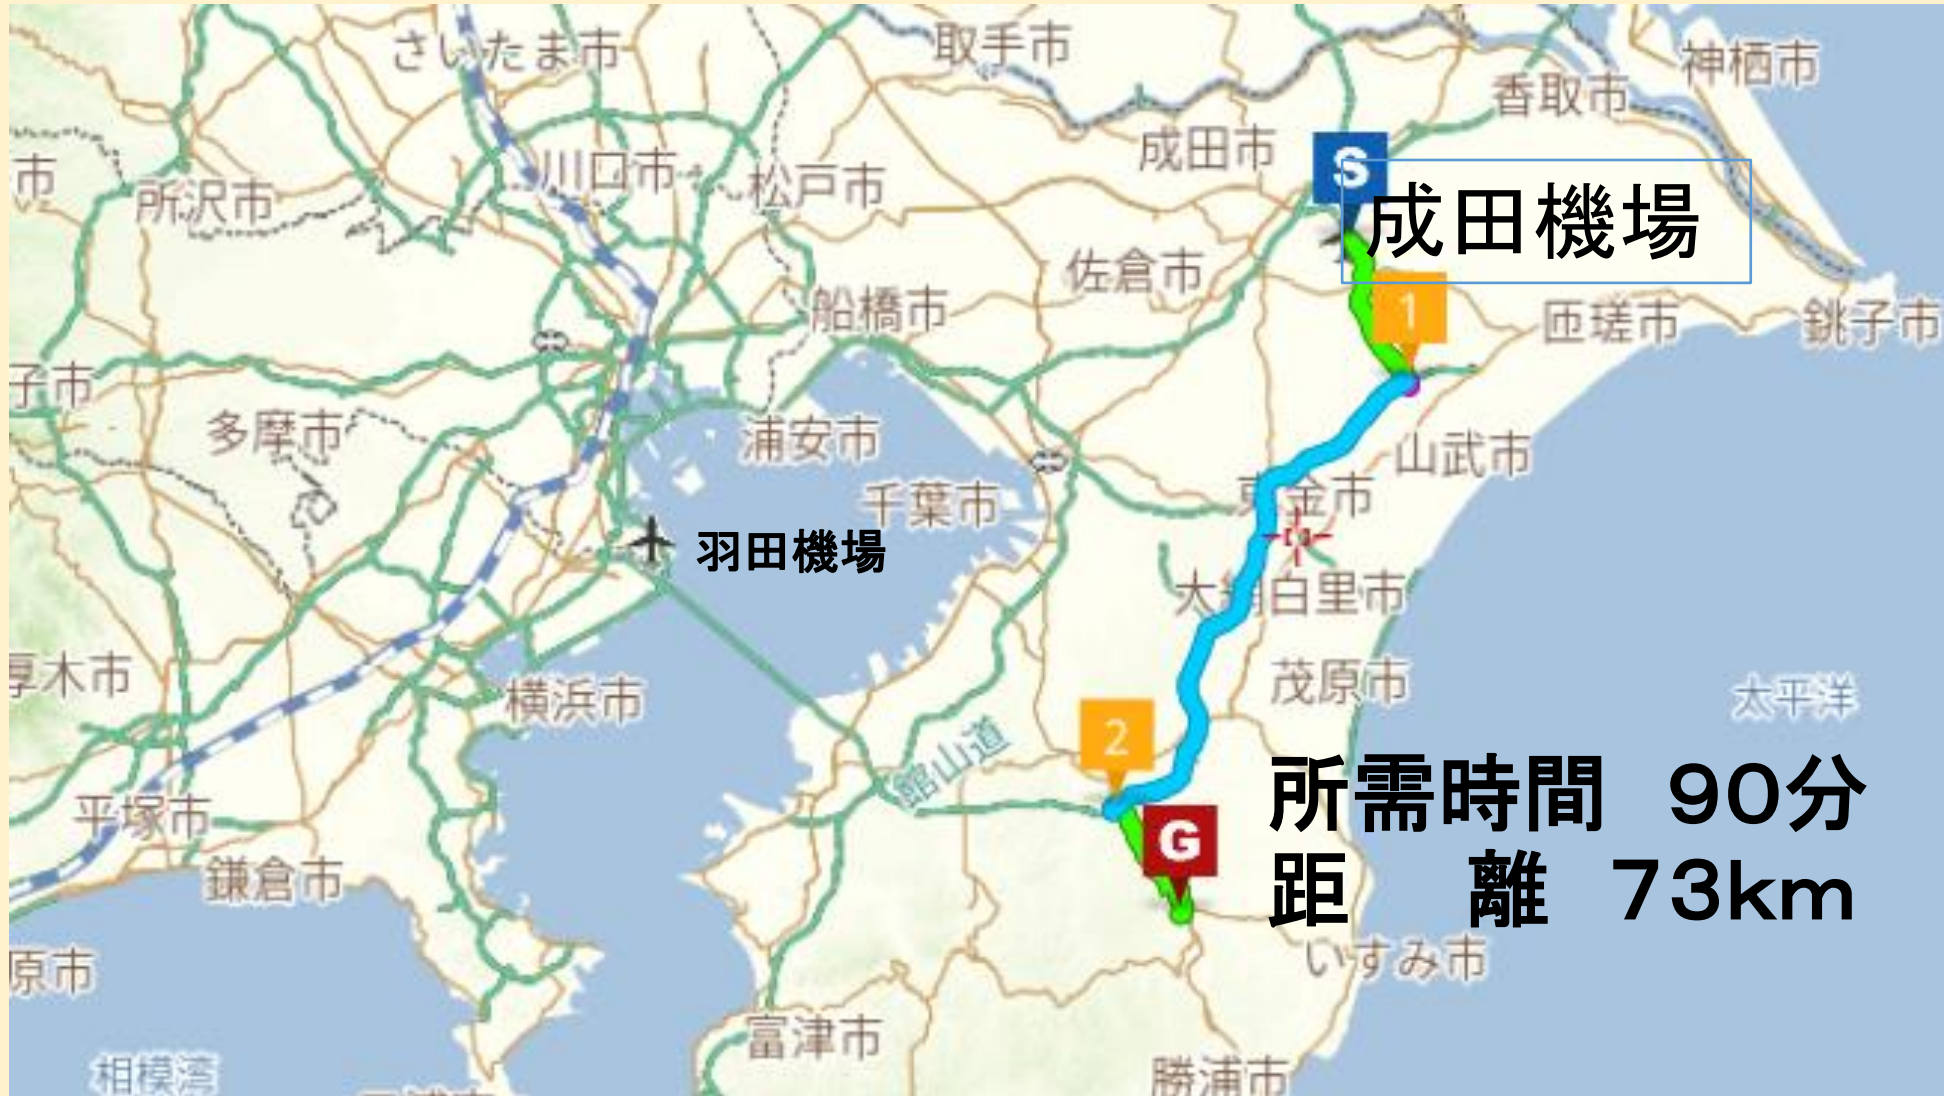 さいたま市
取手市
神栖市
香取市
成田市
S
川口市
松戸市
市
所沢市
成田機場
佐倉市
1
船橋市
匝瑳市
銚子市
子市
多摩市
浦安市
山武市
東金市
千葉市
羽田機場
大網白里市
厚木市
横浜市
茂原市
太平洋
2
館山道
所需時間 90分
平塚市
G
鎌倉市
距 離 73km
原市
いすみ市
富津市
相模湾
勝浦市